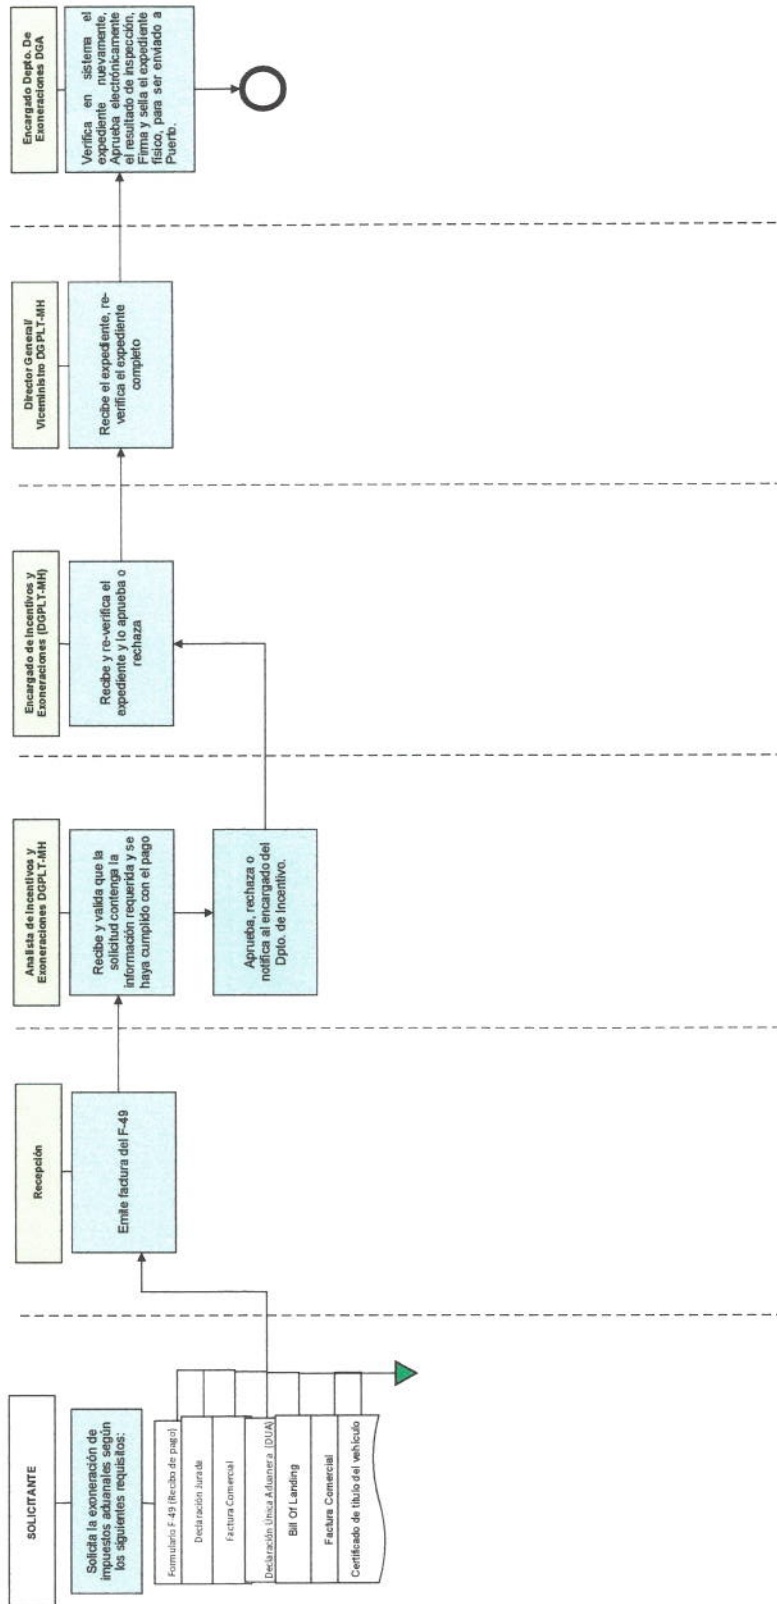 SOLICITANTE
Solicita la exoneración de
impuestos aduanales según
los siguientes requisitos:
Formulario F-49 (Recibo de pago)
Declaración Jurade
Factura Comercial
Declaración Única Aduanera (DUA)
Bill Of Landing
Factura Comercial
Certificado de titulo del vehículo
Recepción
Emite factura del F-49
Analista de Incentivos y
Exoneraciones DGPLT-MH
Recibe y valida que la
solicitud contenga la
información requerida y se
haya cumplido con el pago
Aprueba, rechaza o
notifica al encargado del
Dpto. de Incentivo.
Encargado de Incentivos y
Exoneraciones (DGPLT-MH)
Recibe y re-verifica el
expediente y lo aprueba o
rechaza
Director General/
Viceministro DGPLT-MH
Recibe el expediente, re-
verifica el expediente
completo
Encargado Depto. De
Exoneraciones DGA
Verifica en sistema el
expediente nuevamente,
Aprueba electrónicamente
el resultado de inspección,
Firma y sella el expediente
físico, para ser enviado a
Puerto.